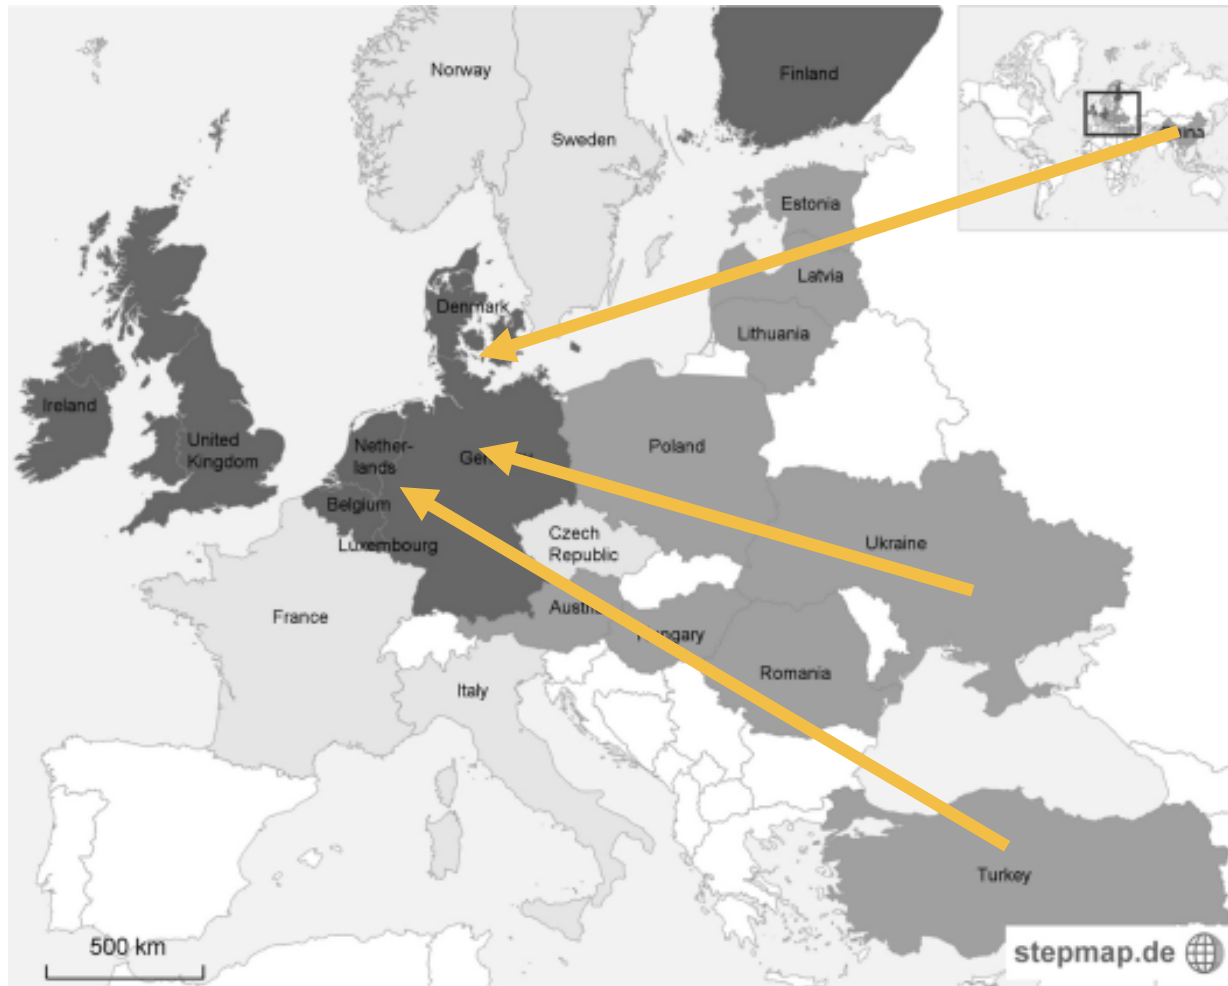 Norway
Finland
Sweden
Estonia
Latvia
Denmark
Lithuania
Ireland
United
Kingdom
Nether-
lands
Poland
Belgium
Luxembourg
Czech
Republic
Ukraine
France
Romania
Italy
Turkey
500 km
stepmap.de